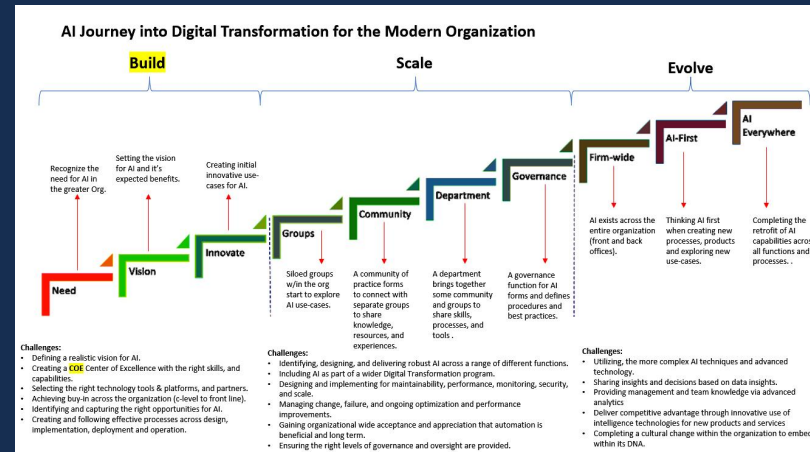 AI Journey into Digital Transformation for the Modern Organization
Build
Scale
Evolve
Recognize the
need for AI in
the greater Org.
Setting the vision
for AI and it's
expected benefits.
Creating initial
innovative use-
cases for AI.
Need
Vision
Innovate
Groups
Community
Department
Governance
Firm-wide
AI-First
AI
Everywhere
Siloed groups
w/in the org
start to explore
AI use-cases.
A community of
practice forms
to connect with
separate groups
to share
knowledge,
resources, and
experiences.
A department
brings together
some community
and groups to
share skills,
processes, and
tools .
A governance
function for AI
forms and defines
procedures and
best practices.
AI exists across the
entire organization
(front and back
offices).
Thinking AI first
when creating new
processes, products
and exploring new
use-cases.
Completing the
retrofit of AI
capabilities acros
all functions and
processes. .
Challenges:
• Defining a realistic vision for AI.
• Creating a COE Center of Excellence with the right skills, and
capabilities.
• Selecting the right technology tools & platforms, and partners.
• Achieving buy-in across the organization (c-level to front line).
• Identifying and capturing the right opportunities for AI.
• Creating and following effective processes across design,
implementation, deployment and operation.
Challenges:
• Identifying, designing, and delivering robust AI across a range of different functions.
• Including AI as part of a wider Digital Transformation program.
• Designing and implementing for maintainability, performance, monitoring, security,
and scale.
• Managing change, failure, and ongoing optimization and performance
improvements.
• Gaining organizational wide acceptance and appreciation that automation is
beneficial and long term.
• Ensuring the right levels of governance and oversight are provided.
Challenges:
• Utilizing, the more complex AI techniques and advanced
technology.
• Sharing insights and decisions based on data insights.
• Providing management and team knowledge via advanced
analytics
• Deliver competitive advantage through innovative use of
intelligence technologies for new products and services
• Completing a cultural change within the organization to embed
within its DNA.